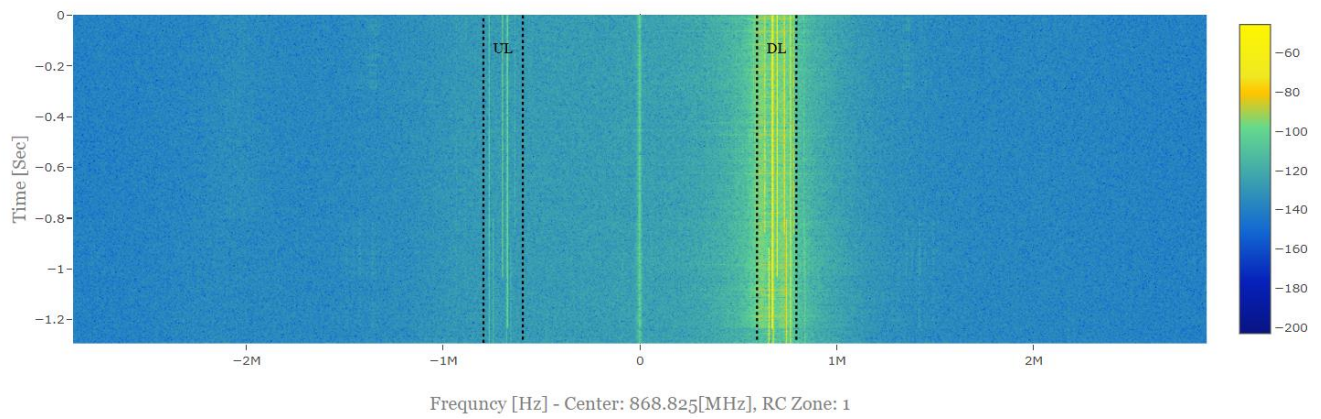 0
−0.2
−0.4
−0.6
−0.8
−1
−1.2
Time [Sec]
UL
DL
−2M
−1M
0
1M
2M
Frequncy [Hz] - Center: 868.825[MHz], RC Zone: 1
−60
−80
−100
−120
−140
−160
−180
−200